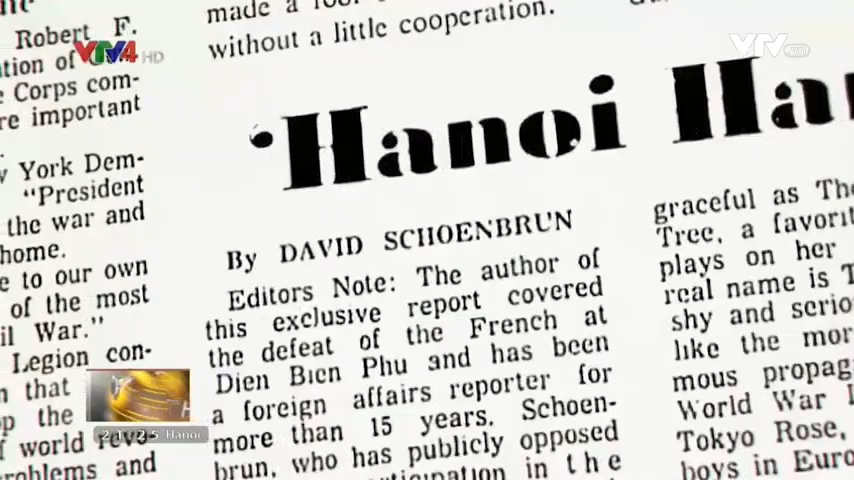 Robert F.
tion of
Corps com-
re important
York Dem-
"President
the war and
home.
e to our own
of the most
il War."
Legion con-
that
p the
world revo-
roblems and
made a
without a little cooperation.
'Hanoi Ha
By DAVID SCHOENBRUN
Editors Note: The author of
this exclusive report covered
the defeat of the French at
Dien Bien Phu and has been
a foreign affairs reporter for
more than 15 years. Schoen-
brun, who has publicly opposed
in the
graceful as The
Tree, a favorit
plays on her
real name is T
shy and serio
like the mor
mous propag
World War I
Tokyo Rose,
boys in Euro
VTV4 HD
VTV.vn
Hanoi